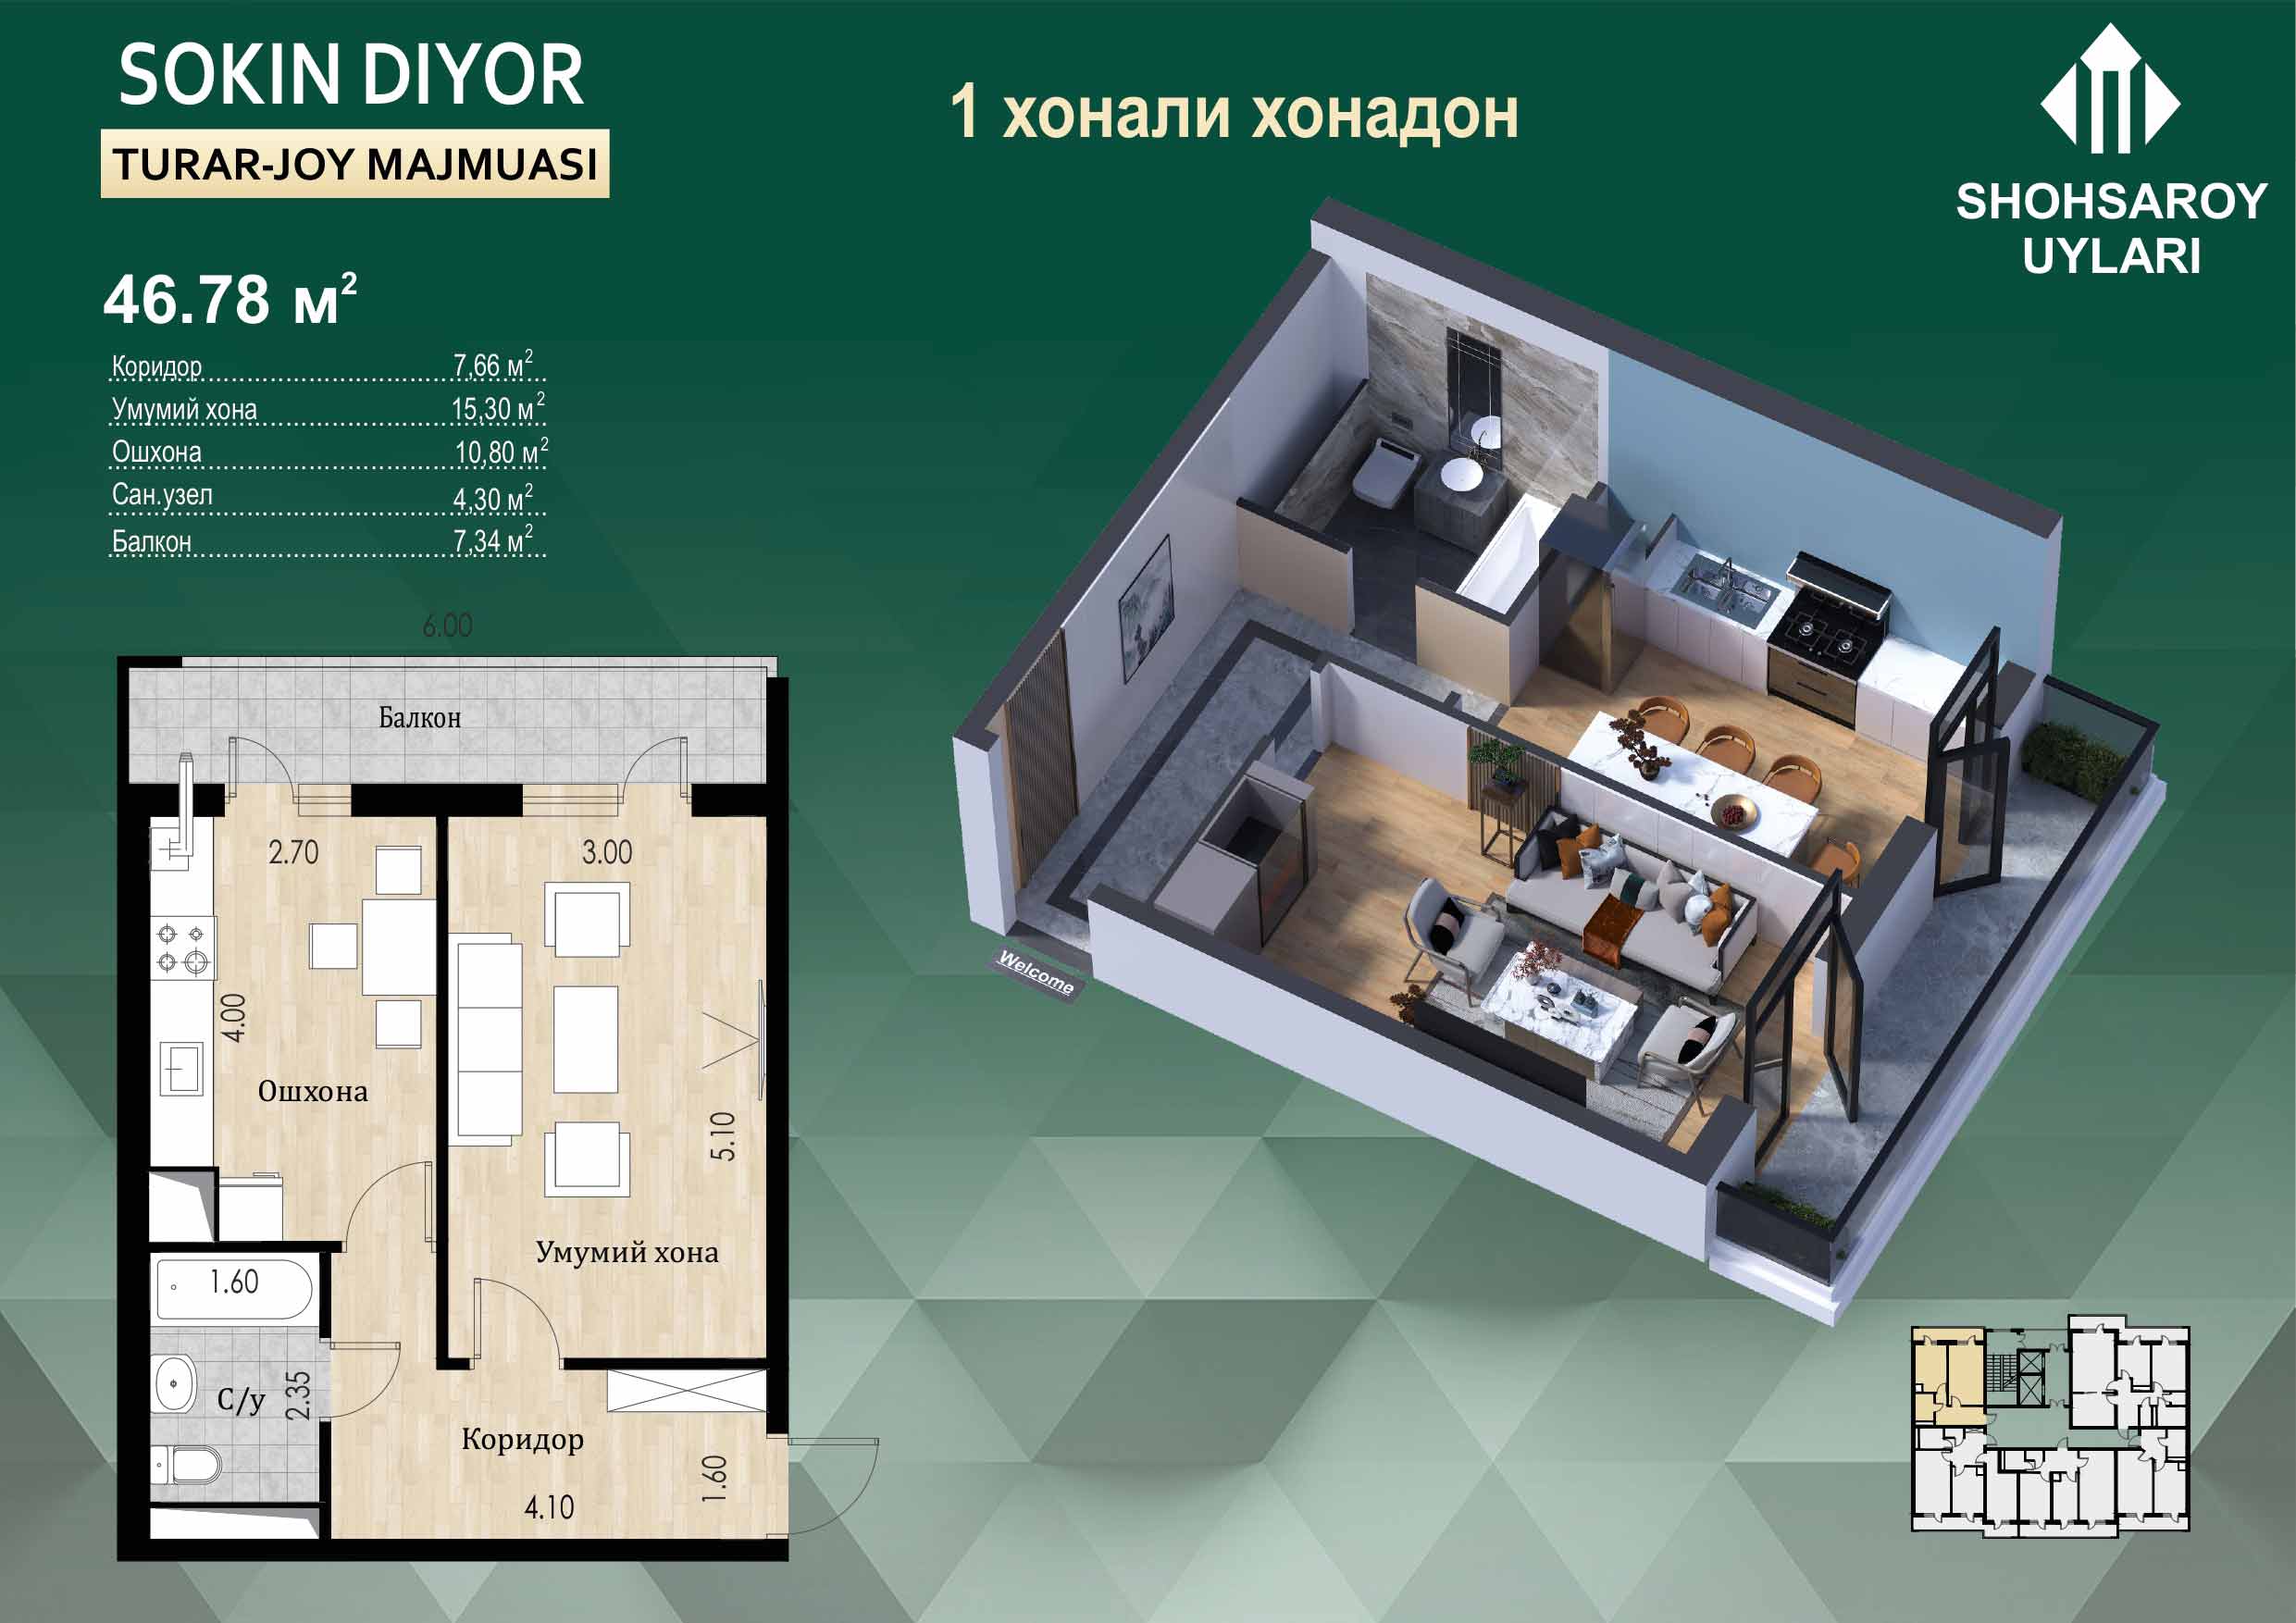 SOKIN DIYOR
TURAR-JOY MAJMUASI
1 хонали хонадон
SHOHSAROY
UYLARI
46.78 м²
Коридор 7,66 м²
Умумий хона 15,30 м²
Ошхона 10,80 м²
Сан.узел 4,30 м²
Балкон 7,34 м²
6.00
Балкон
2.70
3.00
4.00
Ошхона
5.10
Умумий хона
1.60
С/у
2.35
Коридор
1.60
4.10
Welcome